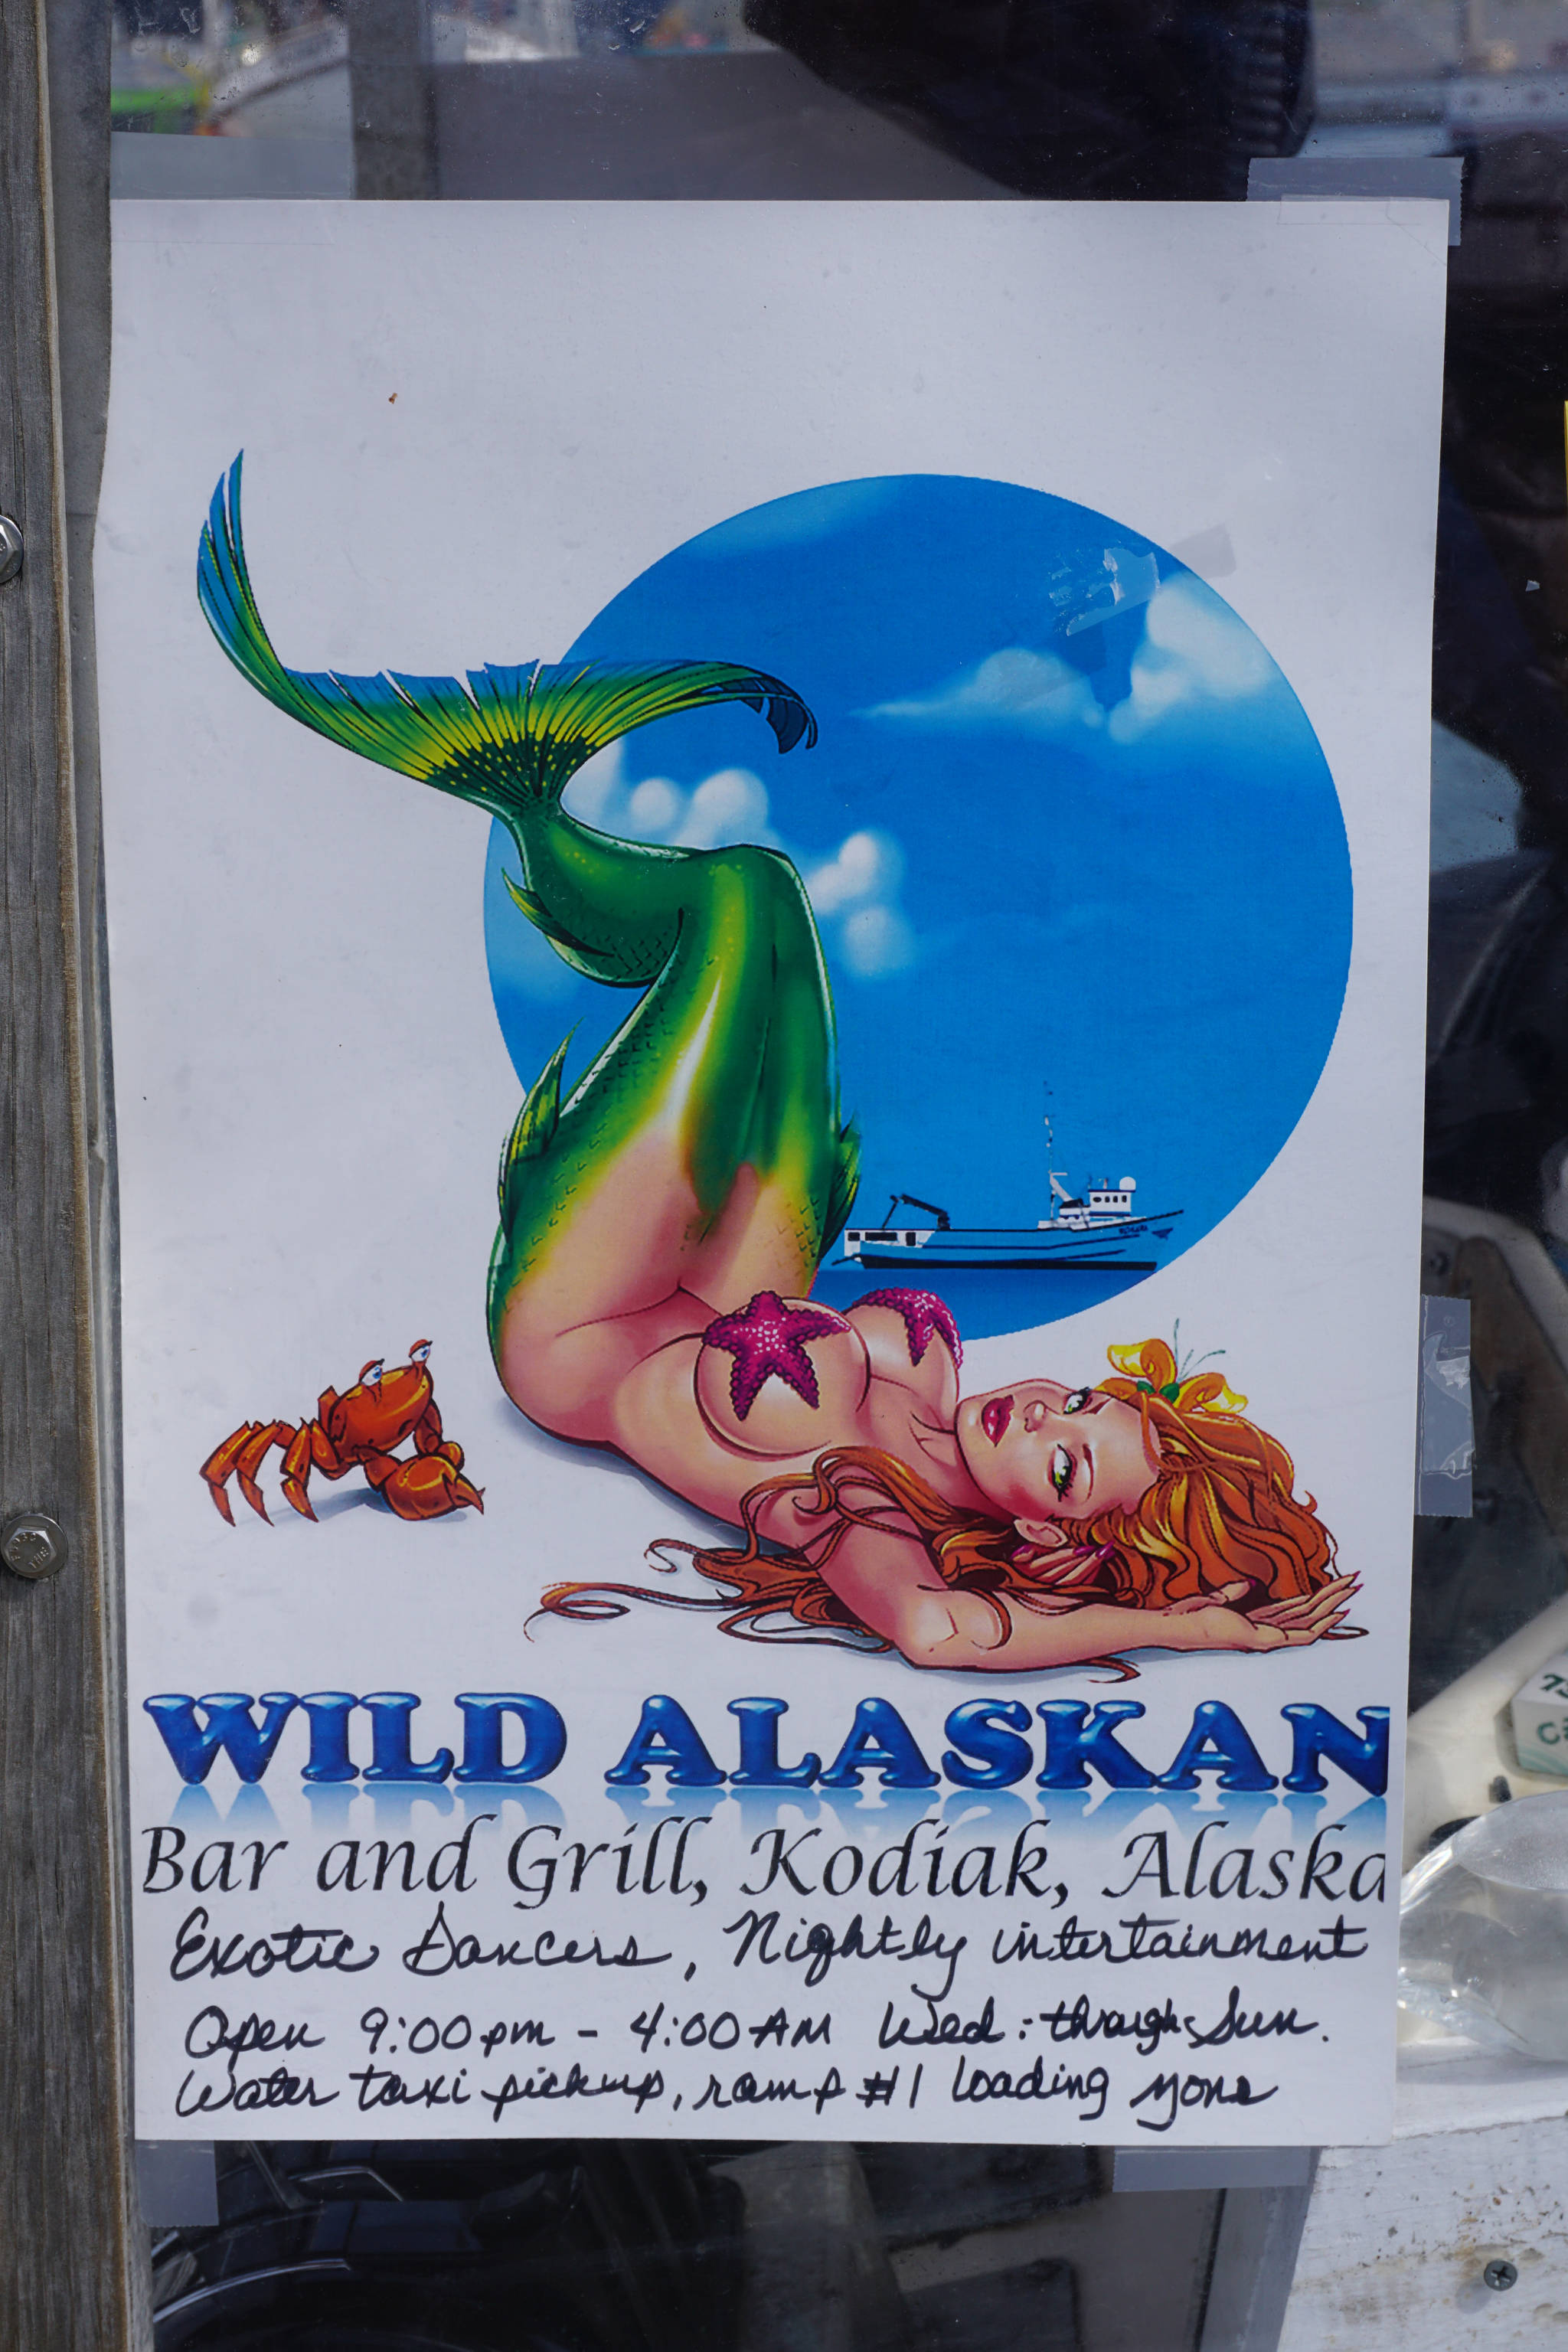 WILD ALASKAN
Bar and Grill, Kodiak, Alaska
Exotic Dancers, Nightly intertainment
Open 9:00pm - 4:00AM Wed: through Sun.
Water taxi pickup, ramp #1 loading zone